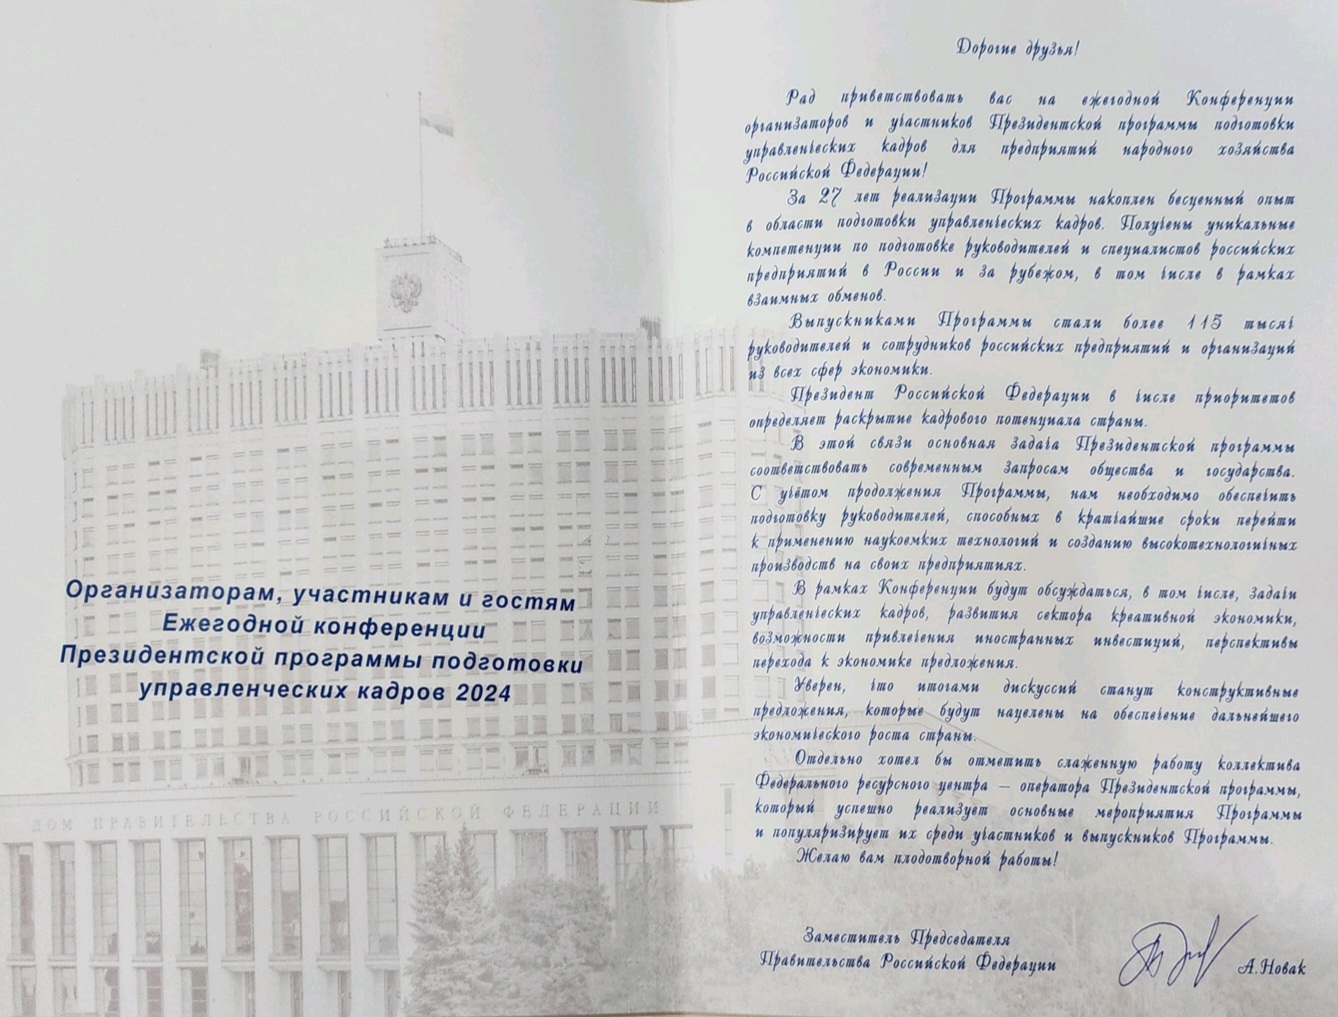 Организаторам, участникам и гостям
Ежегодной конференции
Президентской программы подготовки
управленческих кадров 2024
ДОМ ПРАВИТЕЛЬСТВА РОССИЙСКОЙ ФЕДЕРАЦИИ
Дорогие друзья!
Рад приветствовать вас на ежегодной Конференции
организаторов и участников Президентской программы подготовки
управленческих кадров для предприятий народного хозяйства
Российской Федерации!
За 27 лет реализации Программы накоплен бесценный опыт
в области подготовки управленческих кадров. Получены уникальные
компетенции по подготовке руководителей и специалистов российских
предприятий в России и за рубежом, в том числе в рамках
взаимных обменов.
Выпускниками Программы стали более 115 тысяч
руководителей и сотрудников российских предприятий и организаций
из всех сфер экономики.
Президент Российской Федерации в числе приоритетов
определяет раскрытие кадрового потенциала страны.
В этой связи основная задача Президентской программы
соответствовать современным запросам общества и государства.
С учётом продолжения Программы, нам необходимо обеспечить
подготовку руководителей, способных в кратчайшие сроки перейти
к применению наукоемких технологий и созданию высокотехнологичных
производств на своих предприятиях.
В рамках Конференции будут обсуждаться, в том числе, задачи
управленческих кадров, развития сектора креативной экономики,
возможности привлечения иностранных инвестиций, перспективы
перехода к экономике предложения.
Уверен, что итогами дискуссий станут конструктивные
предложения, которые будут нацелены на обеспечение дальнейшего
экономического роста страны.
Отдельно хотел бы отметить слаженную работу коллектива
Федерального ресурсного центра – оператора Президентской программы,
который успешно реализует основные мероприятия Программы
и популяризирует их среди участников и выпускников Программы.
Желаю вам плодотворной работы!
Заместитель Председателя
Правительства Российской Федерации
А.Новак